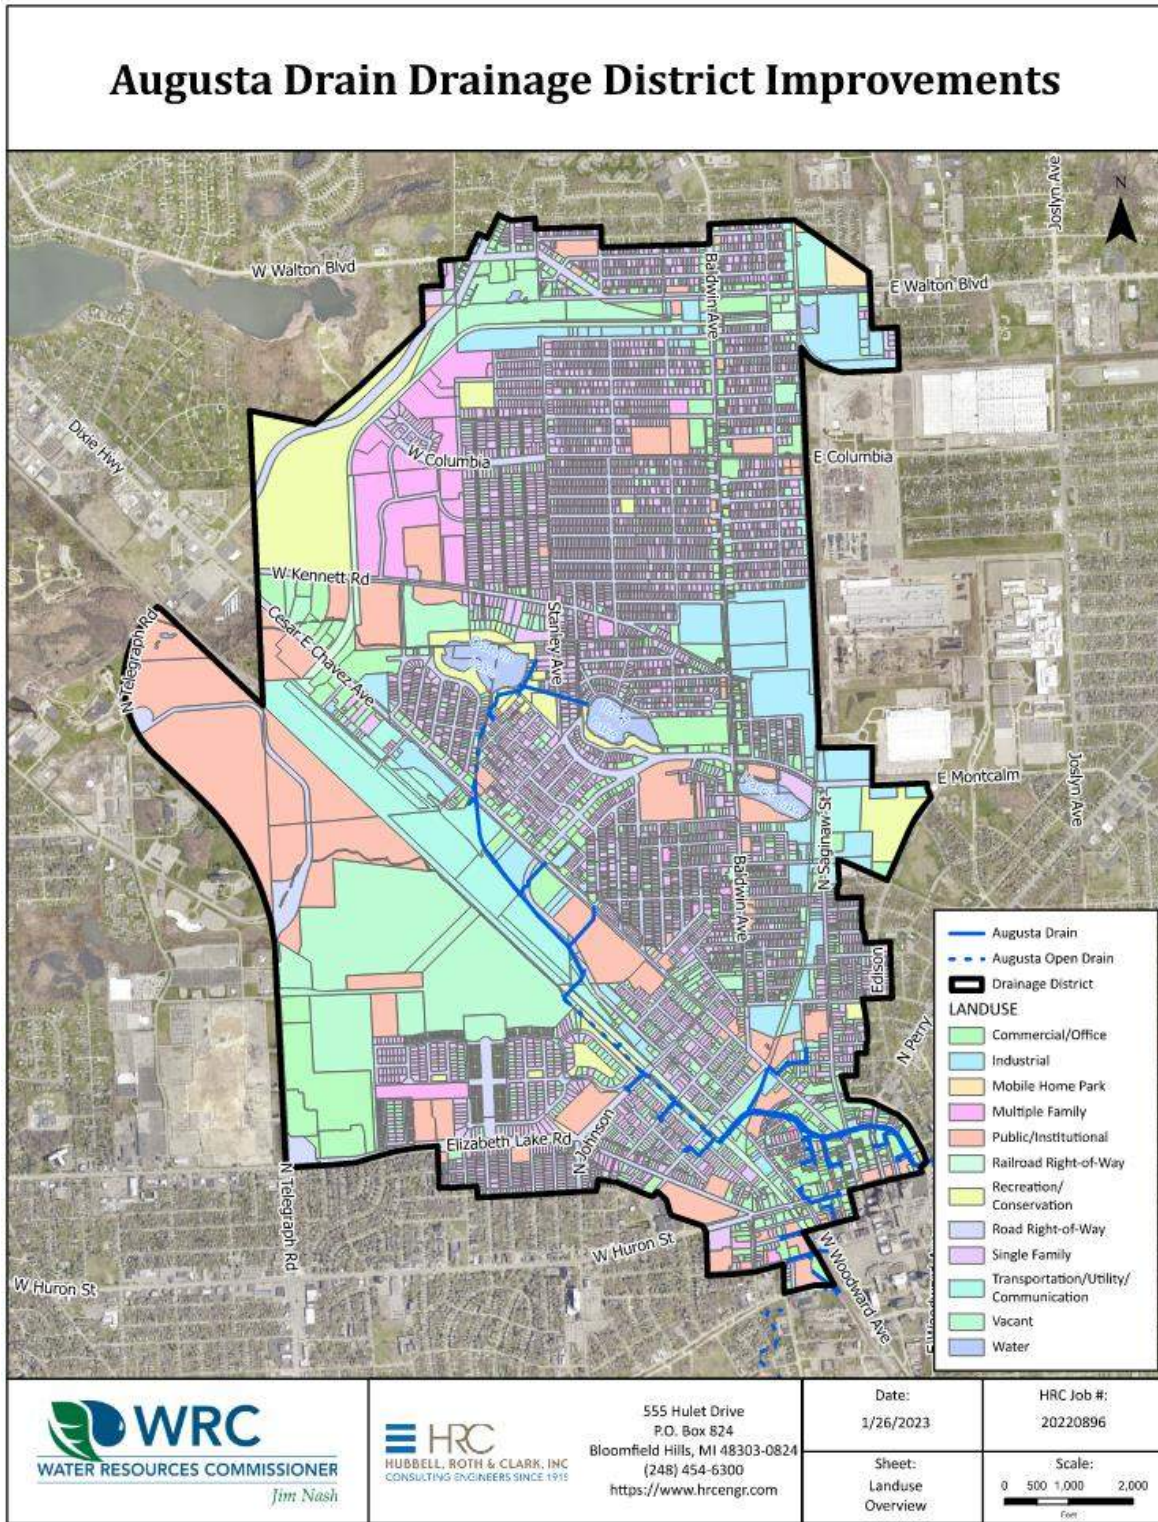 Augusta Drain Drainage District Improvements
Joslyn Ave
N
W Walton Blvd
Baldwin Ave
E Walton Blvd
Dixie Hwy
W Columbia
E Columbia
W Kennett Rd
Cesar E Chavez Ave
Stanley Ave
N Telegraph Rd
E Montcalm
Joslyn Ave
N Saginaw St
Baldwin Ave
Edison
N Perry
Elizabeth Lake Rd
N Johnson
N Telegraph Rd
W Huron St
W Huron St
W Woodward Ave
Augusta Drain
Augusta Open Drain
Drainage District
LANDUSE
Commercial/Office
Industrial
Mobile Home Park
Multiple Family
Public/Institutional
Railroad Right-of-Way
Recreation/
Conservation
Road Right-of-Way
Single Family
Transportation/Utility/
Communication
Vacant
Water
WRC
WATER RESOURCES COMMISSIONER
Jim Nash
HRC
HUBBELL, ROTH & CLARK, INC
CONSULTING ENGINEERS SINCE 1915
555 Hulet Drive
P.O. Box 824
Bloomfield Hills, MI 48303-0824
(248) 454-6300
https://www.hrcengr.com
Date:
1/26/2023
HRC Job #:
20220896
Sheet:
Landuse
Overview
Scale:
0 500 1,000 2,000
Feet